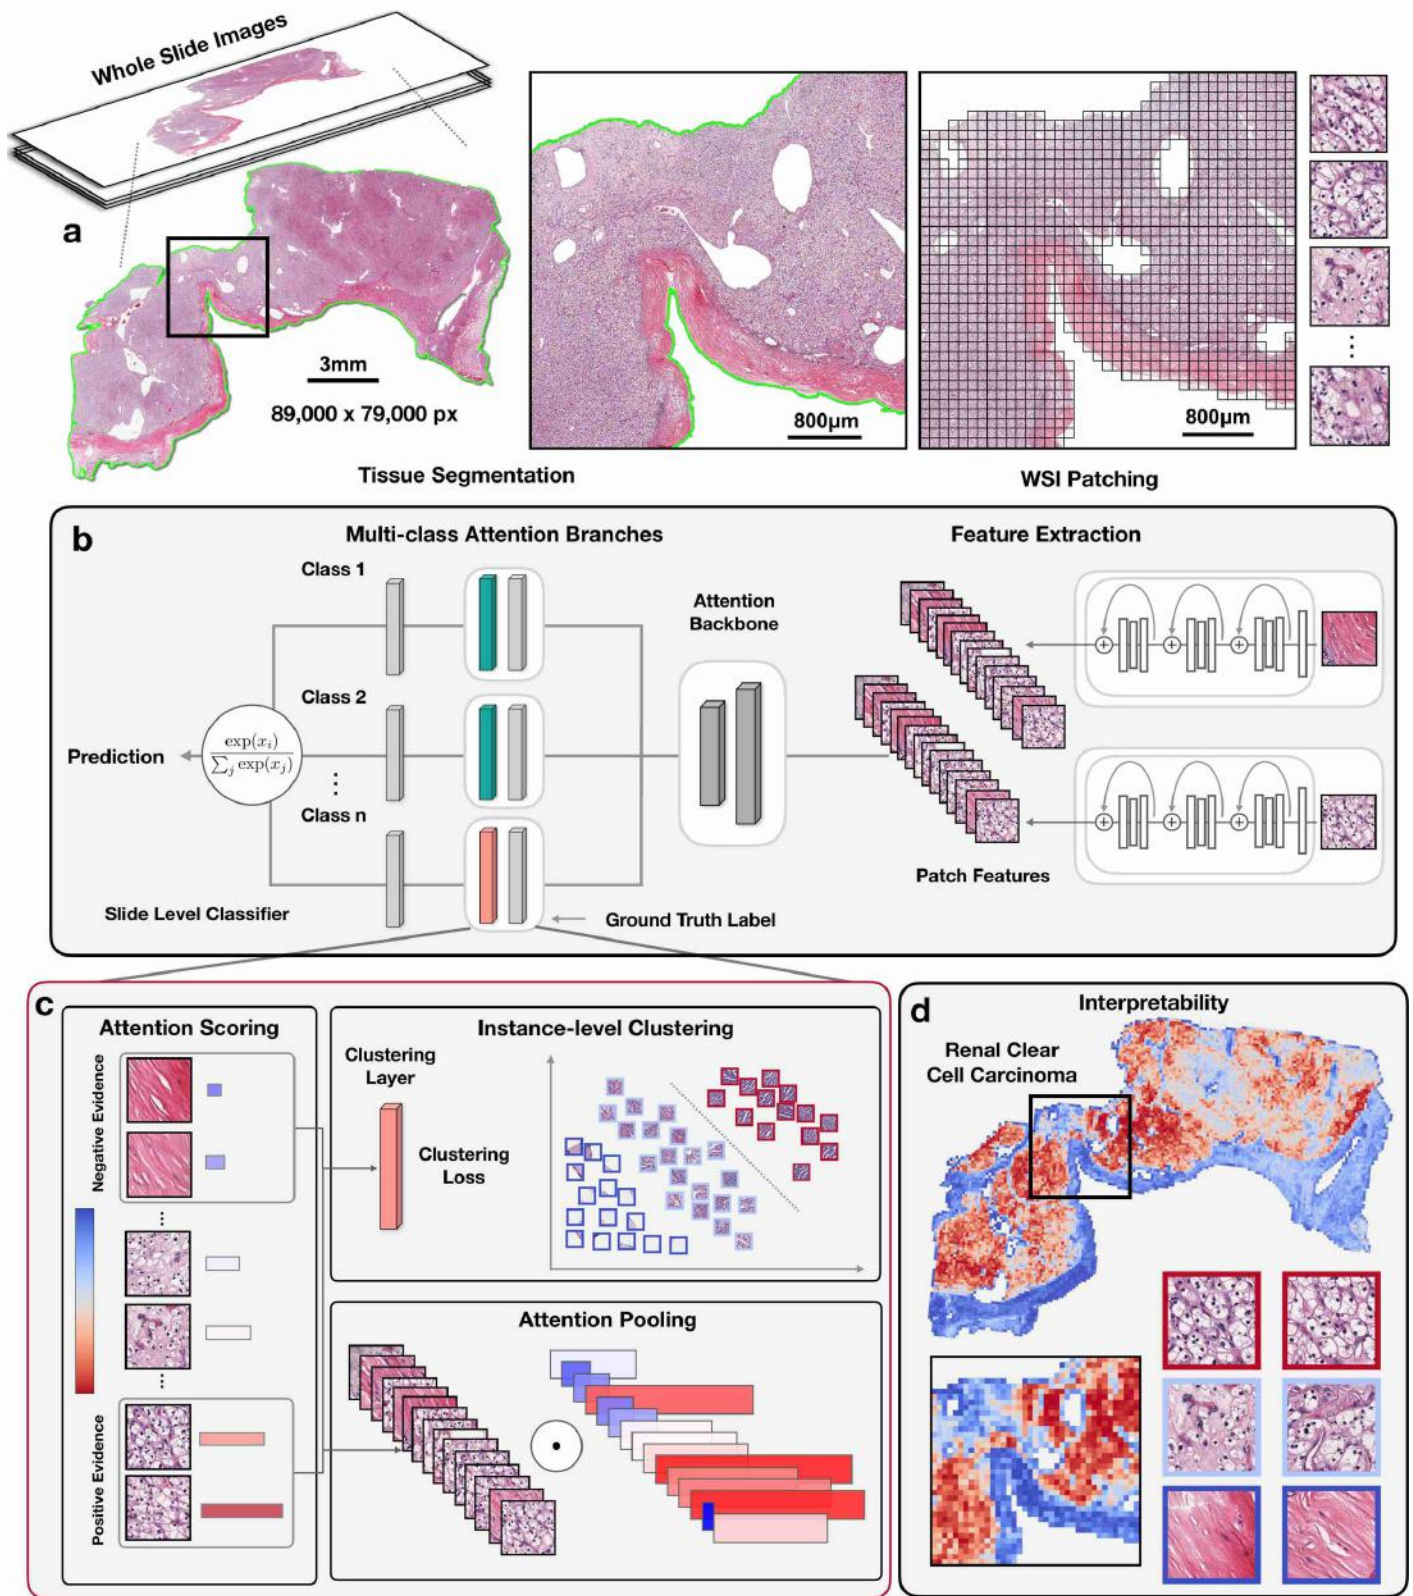 Whole Slide Images
a
3mm
89,000 x 79,000 px
800µm
800µm
Tissue Segmentation
WSI Patching
b
Multi-class Attention Branches
Feature Extraction
Class 1
Attention
Backbone
Class 2
Prediction
exp(x_i)
∑_j exp(x_j)
⋮
Class n
Patch Features
Slide Level Classifier
Ground Truth Label
c
Attention Scoring
Negative Evidence
Positive Evidence
Instance-level Clustering
Clustering
Layer
Clustering
Loss
Attention Pooling
d
Interpretability
Renal Clear
Cell Carcinoma